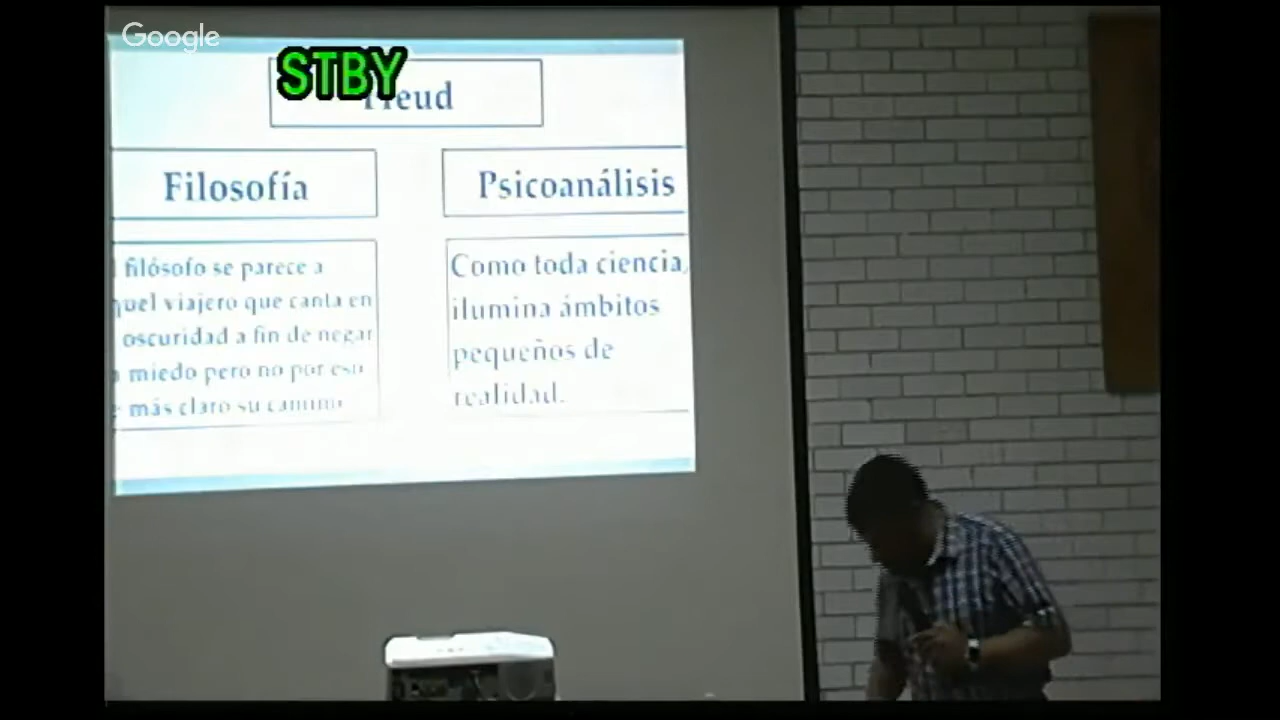 Google
STBY
Freud
Filosofía
Psicoanálisis
filósofo se parece a
quel viajero que canta en
oscuridad a fin de negar
miedo pero no por eso
más claro su camino
Como toda ciencia,
ilumina ámbitos
pequeños de
realidad.